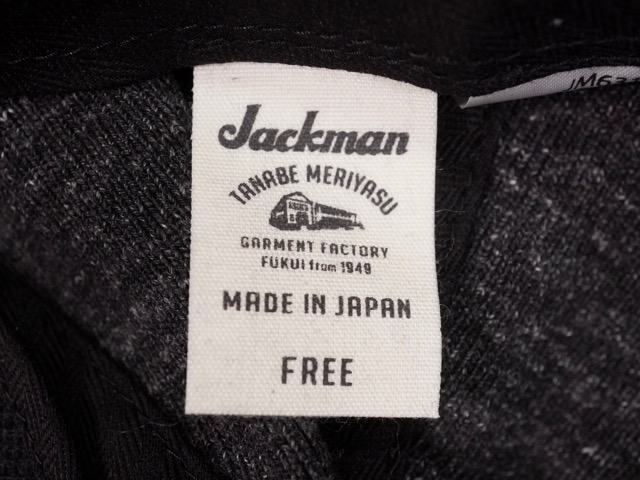 Jackman
TANABE MERIYASU
GARMENT FACTORY
FUKUI from 1949
MADE IN JAPAN
FREE